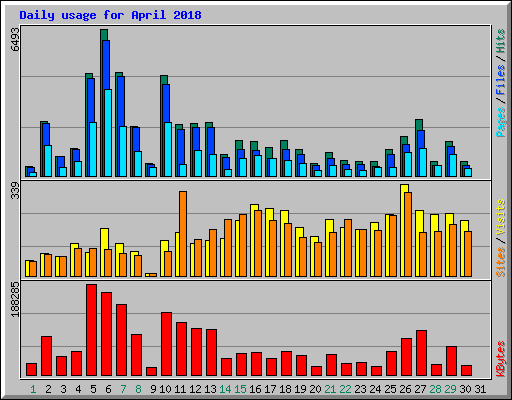 Daily usage for April 2018
6493
Pages / Files / Hits
339
Sites / Visits
188285
KBytes
1 2 3 4 5 6 7 8 9 10 11 12 13 14 15 16 17 18 19 20 21 22 23 24 25 26 27 28 29 30 31